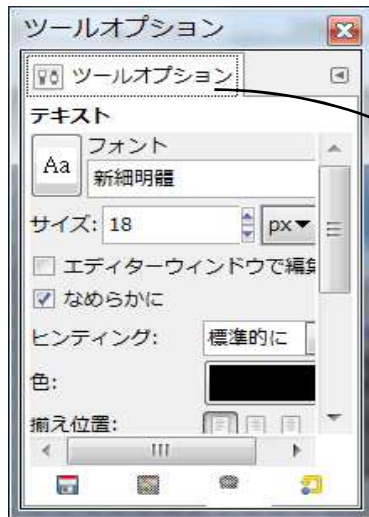 ツールオプション
ツールオプション
テキスト
フォント
Aa
新細明體
サイズ: 18 px
エディターウィンドウで編集
なめらかに
ヒンティング: 標準的に
色:
揃え位置: